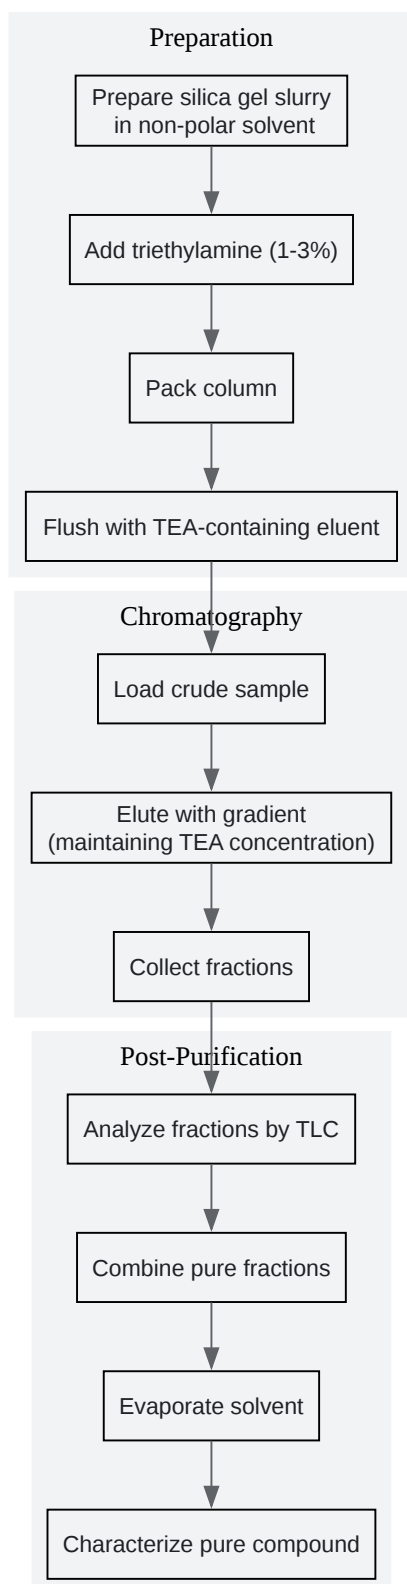 Preparation
Prepare silica gel slurry
in non-polar solvent
Add triethylamine (1-3%)
Pack column
Flush with TEA-containing eluent
Chromatography
Load crude sample
Elute with gradient
(maintaining TEA concentration)
Collect fractions
Post-Purification
Analyze fractions by TLC
Combine pure fractions
Evaporate solvent
Characterize pure compound